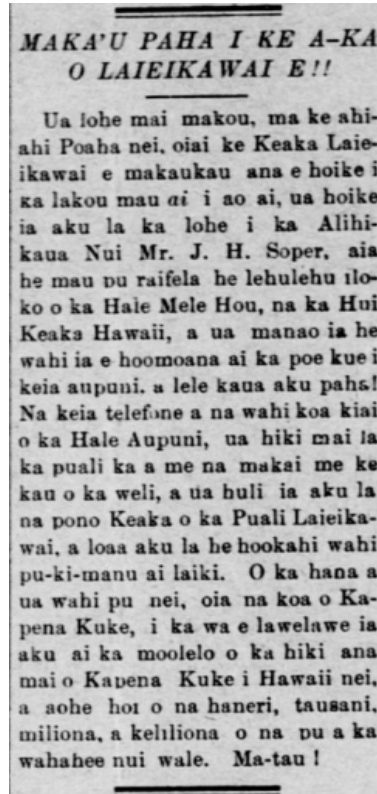 MAKA'U PAHA I KE A-KA
O LAIEIKAWAI E!!
Ua lohe mai makou, ma ke ahi-
ahi Poaha nei, oiai ke Keaka Laie-
ikawai e makaukau ana e hoike i
ka lakou mau ai i ao ai, ua hoike
ia aku la ka lohe i ka Alihi-
kaua Nui Mr. J. H. Soper, aia
he mau pu raifela he lehulehu ilo-
ko o ka Hale Mele Hou, na ka Hui
Keaka Hawaii, a ua manao ia he
wahi ia e hoomoana ai ka poe kue i
keia aupuni, a lele kaua aku paha!
Na keia telefone a na wahi koa kiai
o ka Hale Aupuni, ua hiki mai la
ka puali ka a me na makai me ke
kau o ka weli, a ua huli ia aku la
na pono Keaka o ka Puali Laieika-
wai, a loaa aku la he hookahi wahi
pu-ki-manu ai laiki. O ka hana a
ua wahi pu nei, oia na koa o Ka-
pena Kuke, i ka wa e lawelawe ia
aku ai ka moolelo o ka hiki ana
mai o Kapena Kuke i Hawaii nei,
a aohe hoi o na haneri, tausani,
miliona, a keliliona o na pu a ka
wahahee nui wale. Ma-tau!